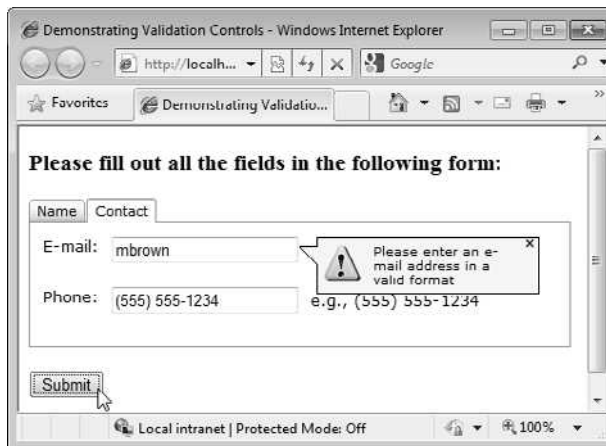 Demonstrating Validation Controls - Windows Internet Explorer
http://localh...
Google
Favorites
Demonstrating Validatio...
Please fill out all the fields in the following form:
Name
Contact
E-mail:
mbrown
Please enter an e-
mail address in a
valid format
Phone:
(555) 555-1234
e.g., (555) 555-1234
Submit
Local intranet | Protected Mode: Off
100%